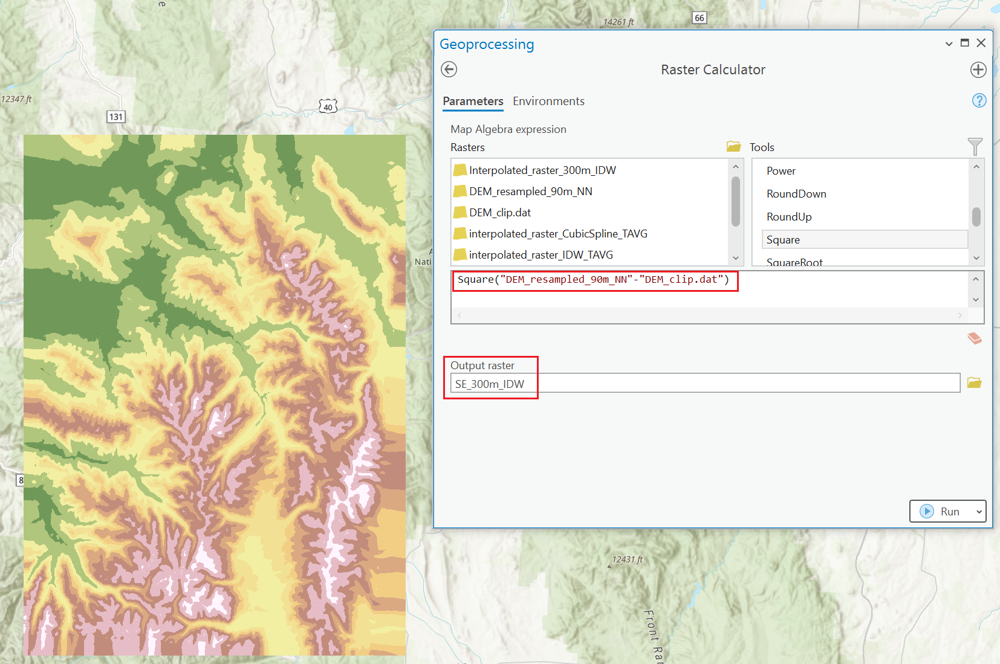 e
14261 ft
66
12347 ft
131
40
8
A
Nati
Geoprocessing
Raster Calculator
Parameters
Environments
?
Map Algebra expression
Rasters
Tools
Interpolated_raster_300m_IDW
DEM_resampled_90m_NN
DEM_clip.dat
interpolated_raster_CubicSpline_TAVG
interpolated_raster_IDW_TAVG
Power
RoundDown
RoundUp
Square
SquareRoot
Square("DEM_resampled_90m_NN"-"DEM_clip.dat")
Output raster
SE_300m_IDW
Run
12431 ft
Front Ra